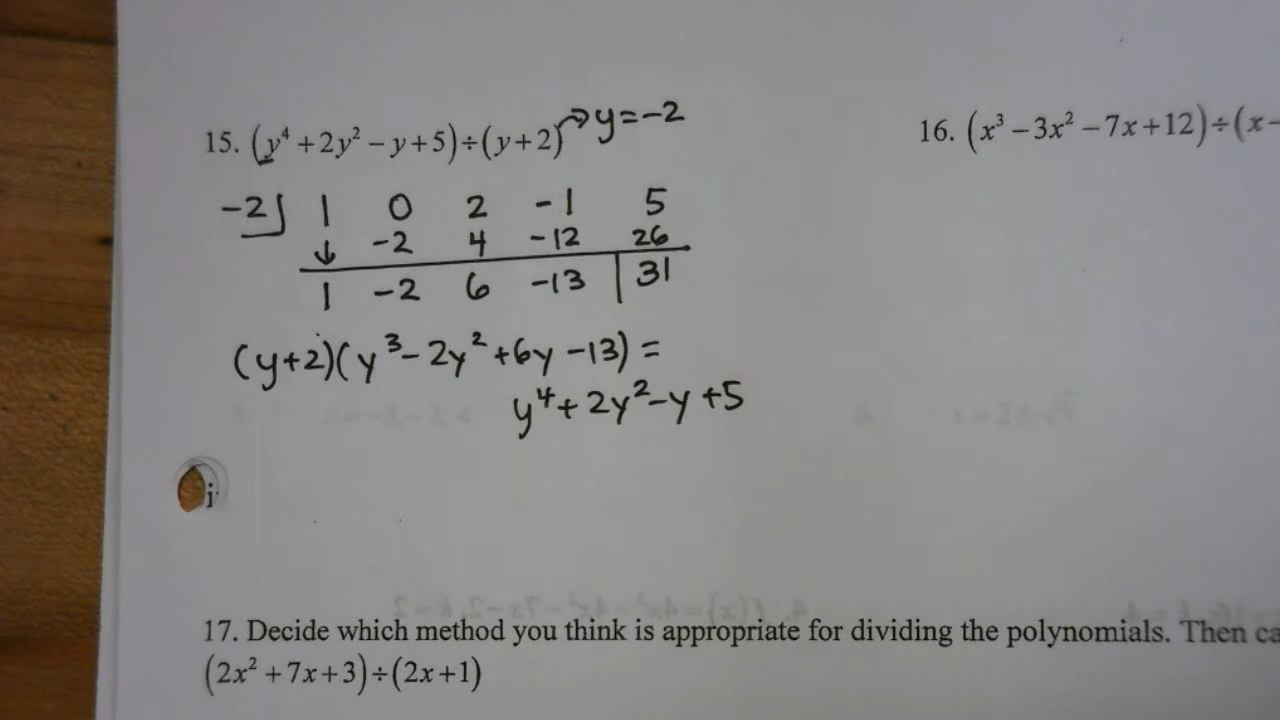 15. (y⁴ + 2y² − y + 5) ÷ (y + 2) → y = −2
16. (x³ − 3x² − 7x + 12) ÷ (x −
−2 | 1 0 2 −1 5
↓ −2 4 −12 26
1 −2 6 −13 | 31
(y+2)(y³ − 2y² + 6y − 13) =
y⁴ + 2y² − y + 5
i
17. Decide which method you think is appropriate for dividing the polynomials. Then ca
(2x² + 7x + 3) ÷ (2x + 1)